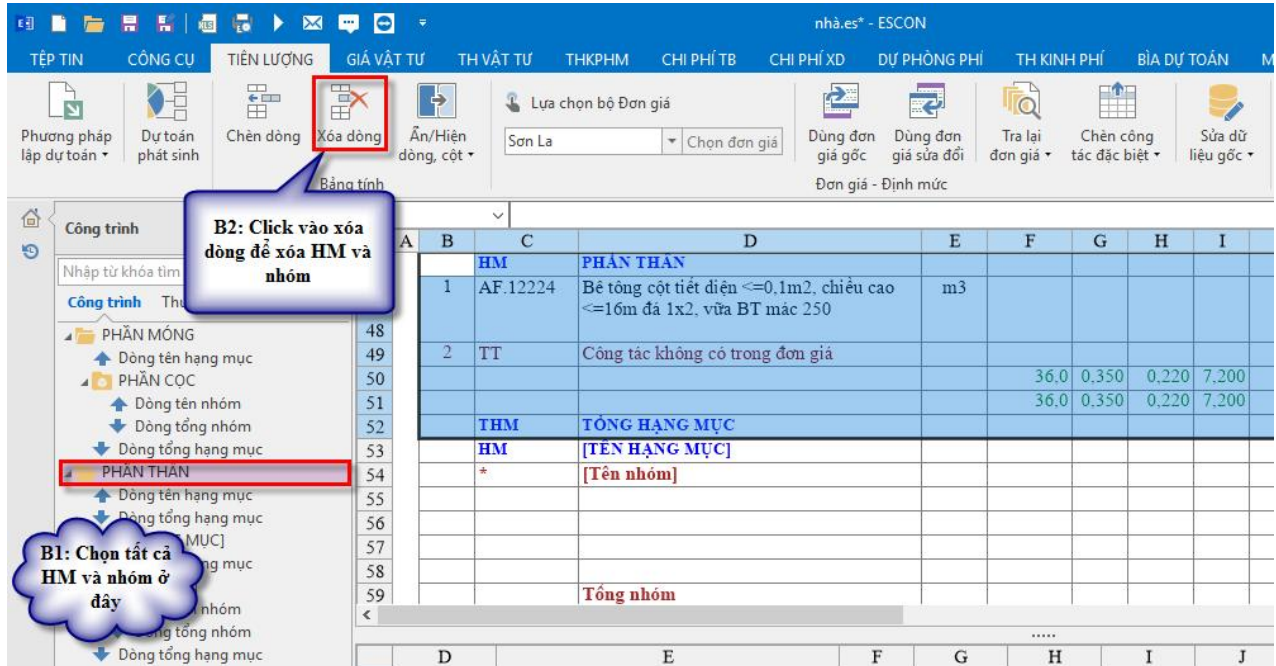 nhà.es* - ESCON
TỆP TIN CÔNG CỤ TIÊN LƯỢNG GIÁ VẬT TƯ TH VẬT TƯ THKPHM CHI PHÍ TB CHI PHÍ XD DỰ PHÒNG PHÍ TH KINH PHÍ BÌA DỰ TOÁN
Phương pháp Dự toán Chèn dòng Xóa dòng Ẩn/Hiện Lựa chọn bộ Đơn giá Dùng đơn Dùng đơn Tra lại Chèn công Sửa dữ
lập dự toán phát sinh dòng, cột Sơn La Chọn đơn giá giá gốc giá sửa đổi đơn giá tác đặc biệt liệu gốc
Bảng tính Đơn giá - Định mức
B2: Click vào xóa
dòng để xóa HM và
nhóm
Công trình
Nhập từ khóa tìm
Công trình
PHẦN MÓNG
Dòng tên hạng mục
PHẦN CỌC
Dòng tên nhóm
Dòng tổng nhóm
Dòng tổng hạng mục
PHẦN THÂN
Dòng tên hạng mục
Dòng tổng hạng mục
MỤC]
ng mục
nhóm
Dòng tổng nhóm
Dòng tổng hạng mục
B1: Chọn tất cả
HM và nhóm ở
đây
A B C D E F G H I
HM PHẦN THÂN
1 AF.12224 Bê tông cột tiết diện <=0,1m2, chiều cao m3
<=16m đá 1x2, vữa BT mác 250
48
49 2 TT Công tác không có trong đơn giá
50 36,0 0,350 0,220 7,200
51 36,0 0,350 0,220 7,200
52 THM TỔNG HẠNG MỤC
53 HM [TÊN HẠNG MỤC]
54 * [Tên nhóm]
55
56
57
58
59 Tổng nhóm
D E F G H I J